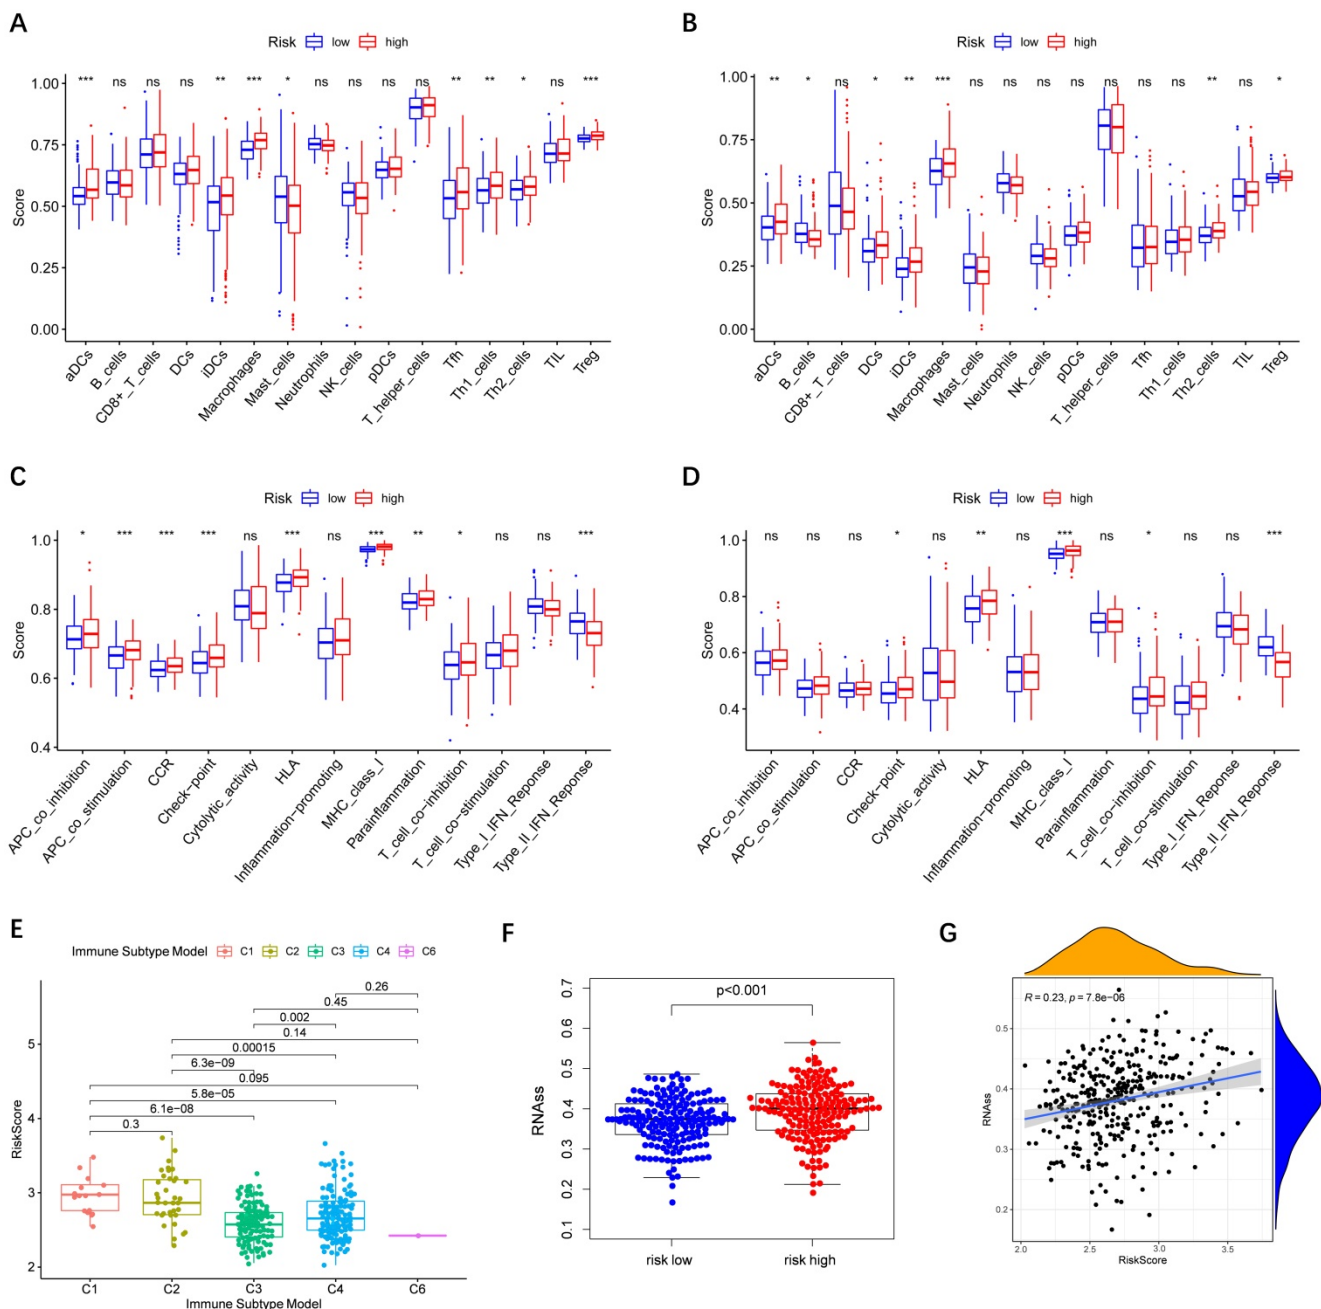 A
Risk low high
*** ns ns ns ** *** * ns ns ns ns ** ** * ns ***
1.00
0.75
0.50
0.25
0.00
Score
aDCs
B_cells
CD8+_T_cells
DCs
iDCs
Macrophages
Mast_cells
Neutrophils
NK_cells
pDCs
T_helper_cells
Tfh
Th1_cells
Th2_cells
TIL
Treg
B
Risk low high
** * ns * ** *** ns ns ns ns ns ns ns ** ns *
1.00
0.75
0.50
0.25
0.00
Score
aDCs
B_cells
CD8+_T_cells
DCs
iDCs
Macrophages
Mast_cells
Neutrophils
NK_cells
pDCs
T_helper_cells
Tfh
Th1_cells
Th2_cells
TIL
Treg
C
Risk low high
* *** *** *** ns *** ns *** ** * ns ns ***
1.0
0.8
0.6
0.4
Score
APC_co_inhibition
APC_co_stimulation
CCR
Check-point
Cytolytic_activity
HLA
Inflammation-promoting
MHC_class_I
Parainflammation
T_cell_co-inhibition
T_cell_co-stimulation
Type_I_IFN_Reponse
Type_II_IFN_Reponse
D
Risk low high
ns ns ns * ns ** ns *** ns * ns ns ***
1.0
0.8
0.6
0.4
Score
APC_co_inhibition
APC_co_stimulation
CCR
Check-point
Cytolytic_activity
HLA
Inflammation-promoting
MHC_class_I
Parainflammation
T_cell_co-inhibition
T_cell_co-stimulation
Type_I_IFN_Reponse
Type_II_IFN_Reponse
E
Immune Subtype Model C1 C2 C3 C4 C6
0.26
0.45
0.002
0.14
0.00015
6.3e-09
0.095
5.8e-05
6.1e-08
0.3
5
4
3
2
RiskScore
C1 C2 C3 C4 C6
Immune Subtype Model
F
p<0.001
0.7
0.6
0.5
0.4
0.3
0.2
0.1
RNAss
risk low risk high
G
R = 0.23, p = 7.8e-06
0.5
0.4
0.3
0.2
RNAss
2.0 2.5 3.0 3.5
RiskScore